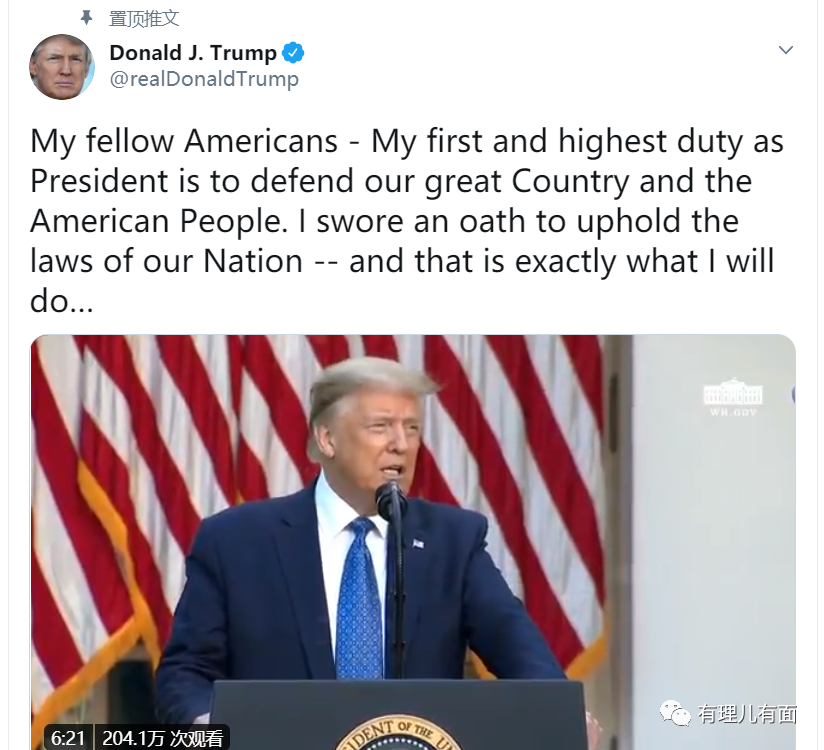 置顶推文
Donald J. Trump
@realDonaldTrump
My fellow Americans - My first and highest duty as
President is to defend our great Country and the
American People. I swore an oath to uphold the
laws of our Nation -- and that is exactly what I will
do...
WH.GOV
6:21
204.1万 次观看
IDENT OF THE U
有理儿有面